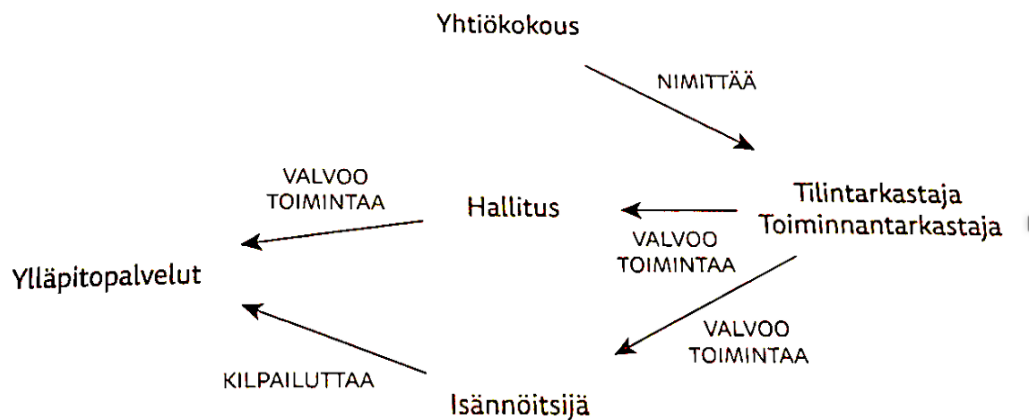 Yhtiökokous
NIMITTÄÄ
VALVOO
TOIMINTAA
Hallitus
Tilintarkastaja
Toiminnantarkastaja
VALVOO
TOIMINTAA
Ylläpitopalvelut
VALVOO
TOIMINTAA
KILPAILUTTAA
Isännöitsijä